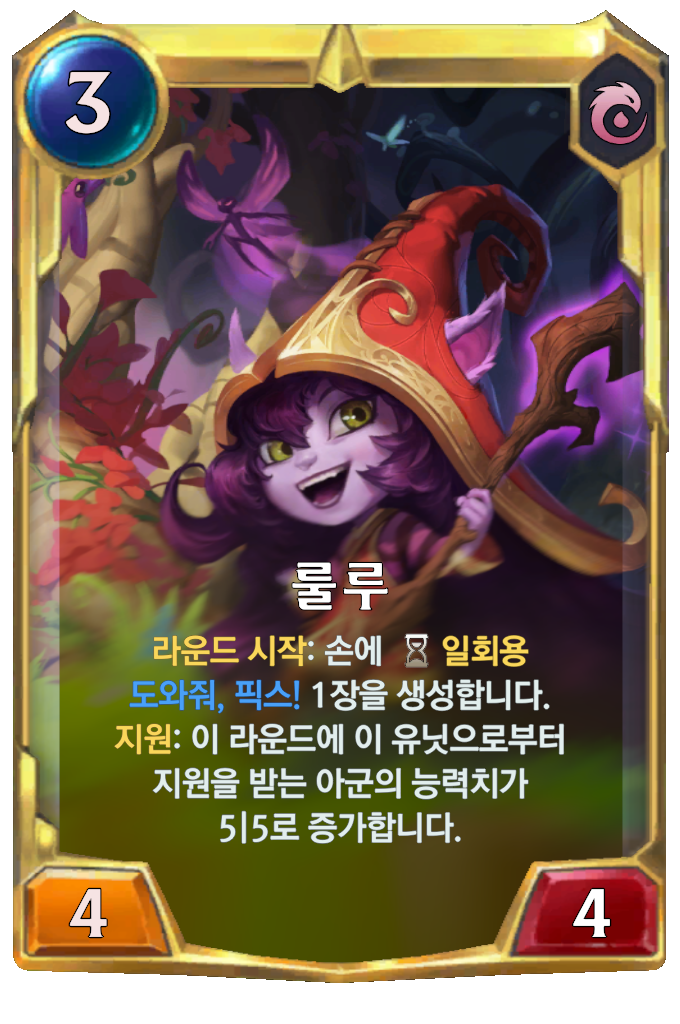 3
룰루
라운드 시작: 손에 일회용
도와줘, 픽스! 1장을 생성합니다.
지원: 이 라운드에 이 유닛으로부터
지원을 받는 아군의 능력치가
5|5로 증가합니다.
4
4